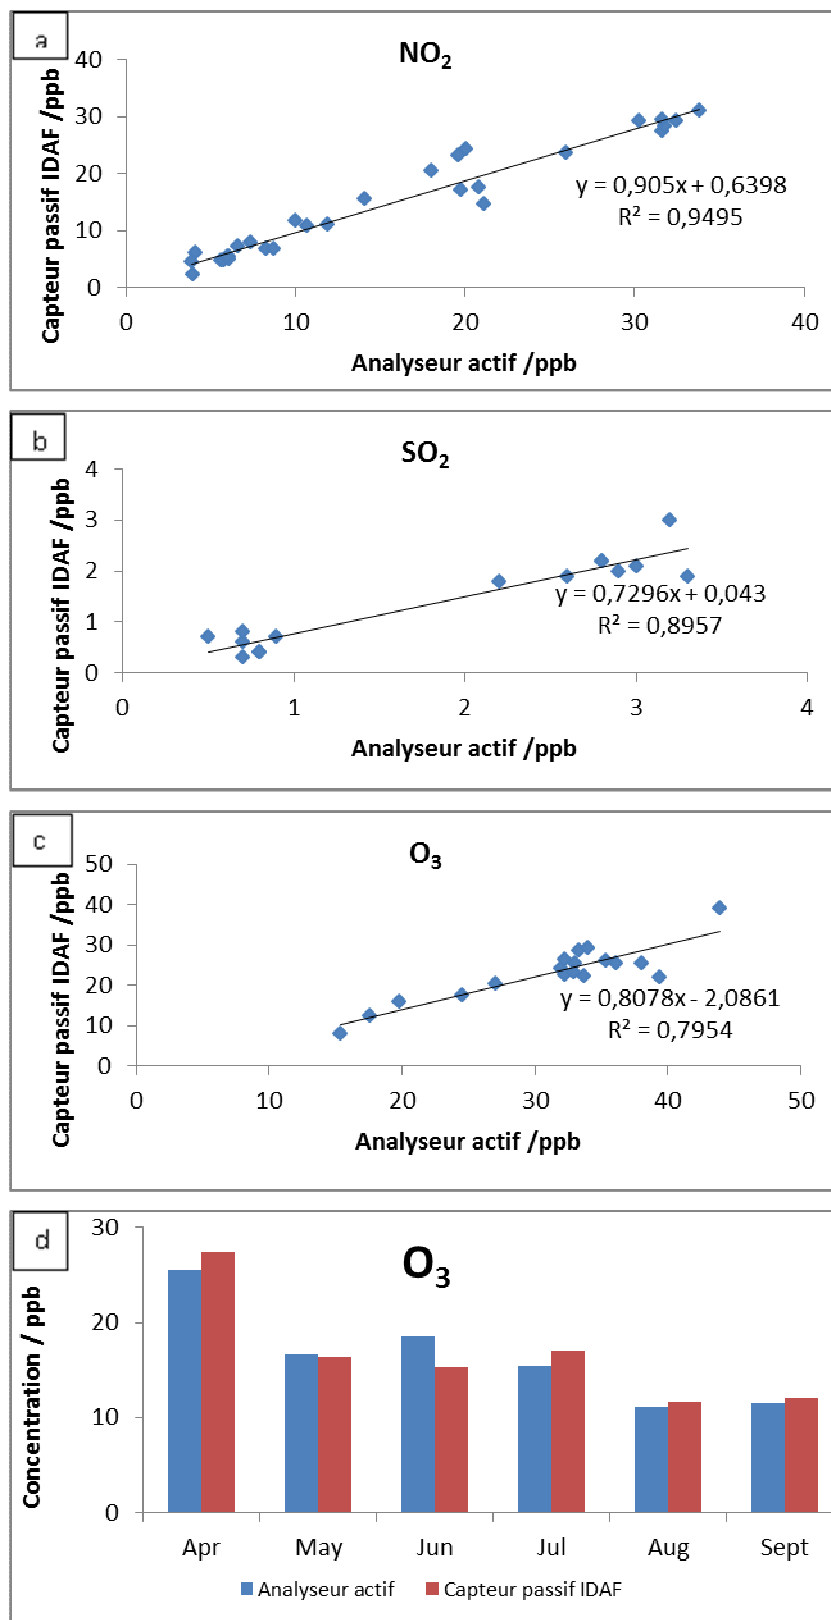 a
NO₂
Capteur passif IDAF /ppb
40
30
20
10
0
y = 0,905x + 0,6398
R² = 0,9495
0 10 20 30 40
Analyseur actif /ppb
b
SO₂
Capteur passif IDAF /ppb
4
3
2
1
0
y = 0,7296x + 0,043
R² = 0,8957
0 1 2 3 4
Analyseur actif /ppb
c
O₃
Capteur passif IDAF /ppb
50
40
30
20
10
0
y = 0,8078x - 2,0861
R² = 0,7954
0 10 20 30 40 50
Analyseur actif /ppb
d
O₃
Concentration / ppb
30
20
10
0
Apr May Jun Jul Aug Sept
Analyseur actif Capteur passif IDAF